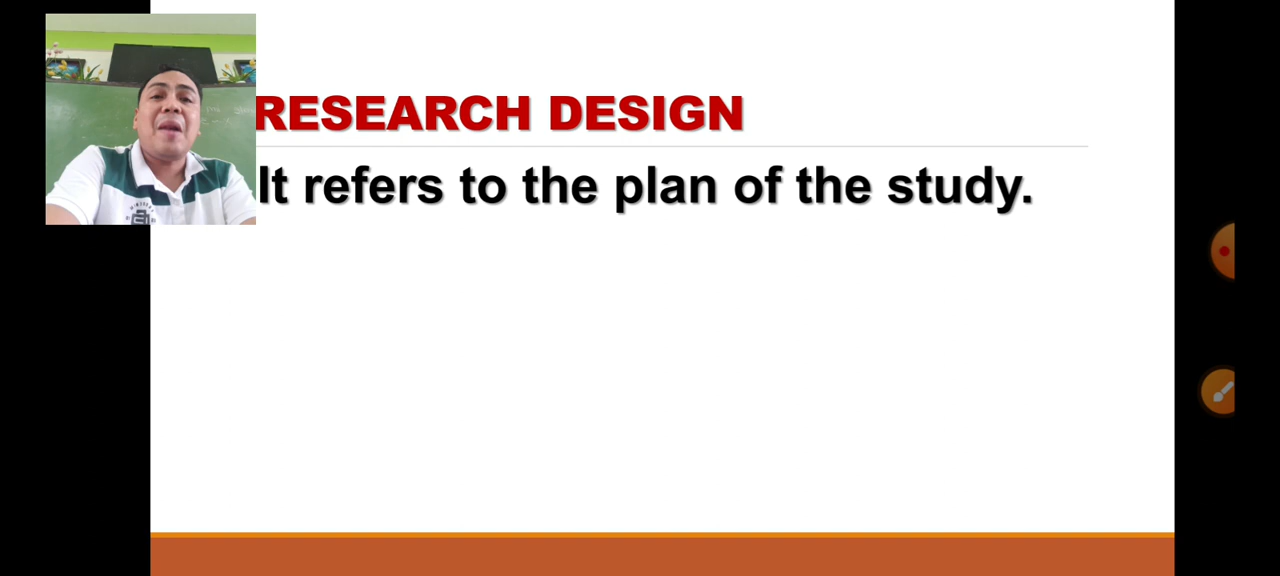 RESEARCH DESIGN
It refers to the plan of the study.